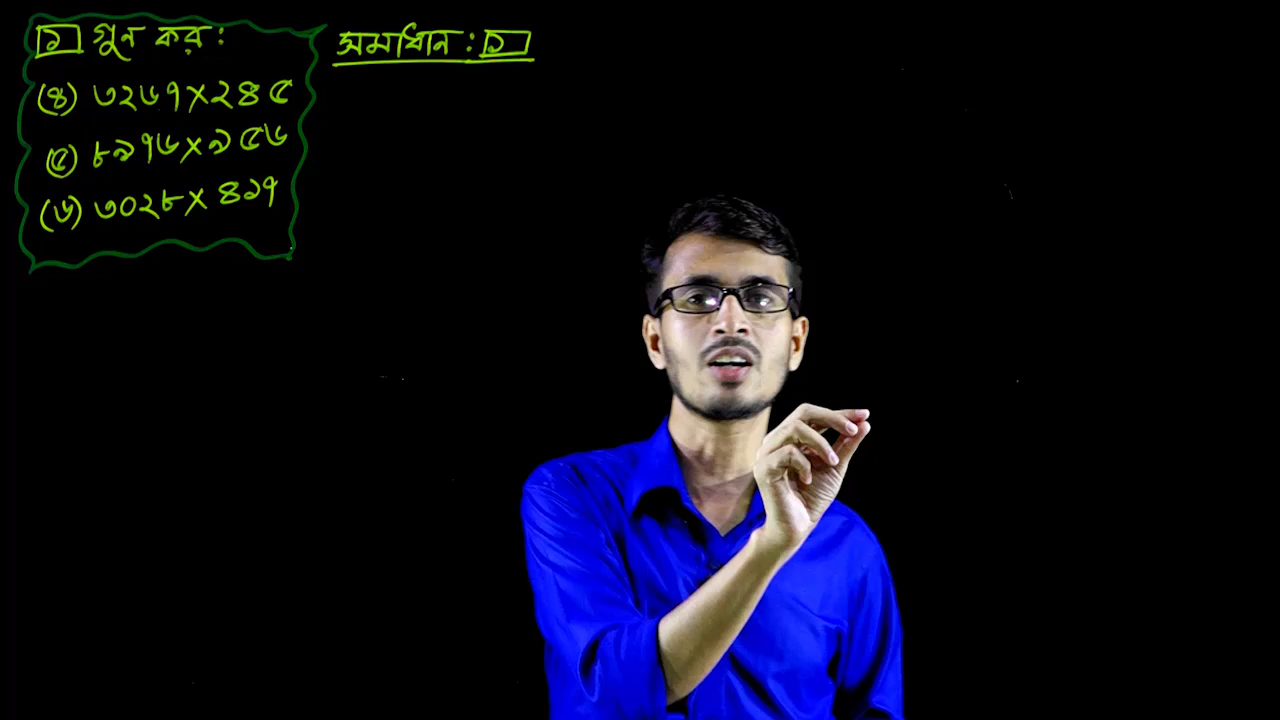 ১ গুন কর :
(৪) ৩২৬৭×২৪৫
(৫) ৮৯৭৬×৯৫৬
(৬) ৩০২৮×৪১৭
সমাধান : ১